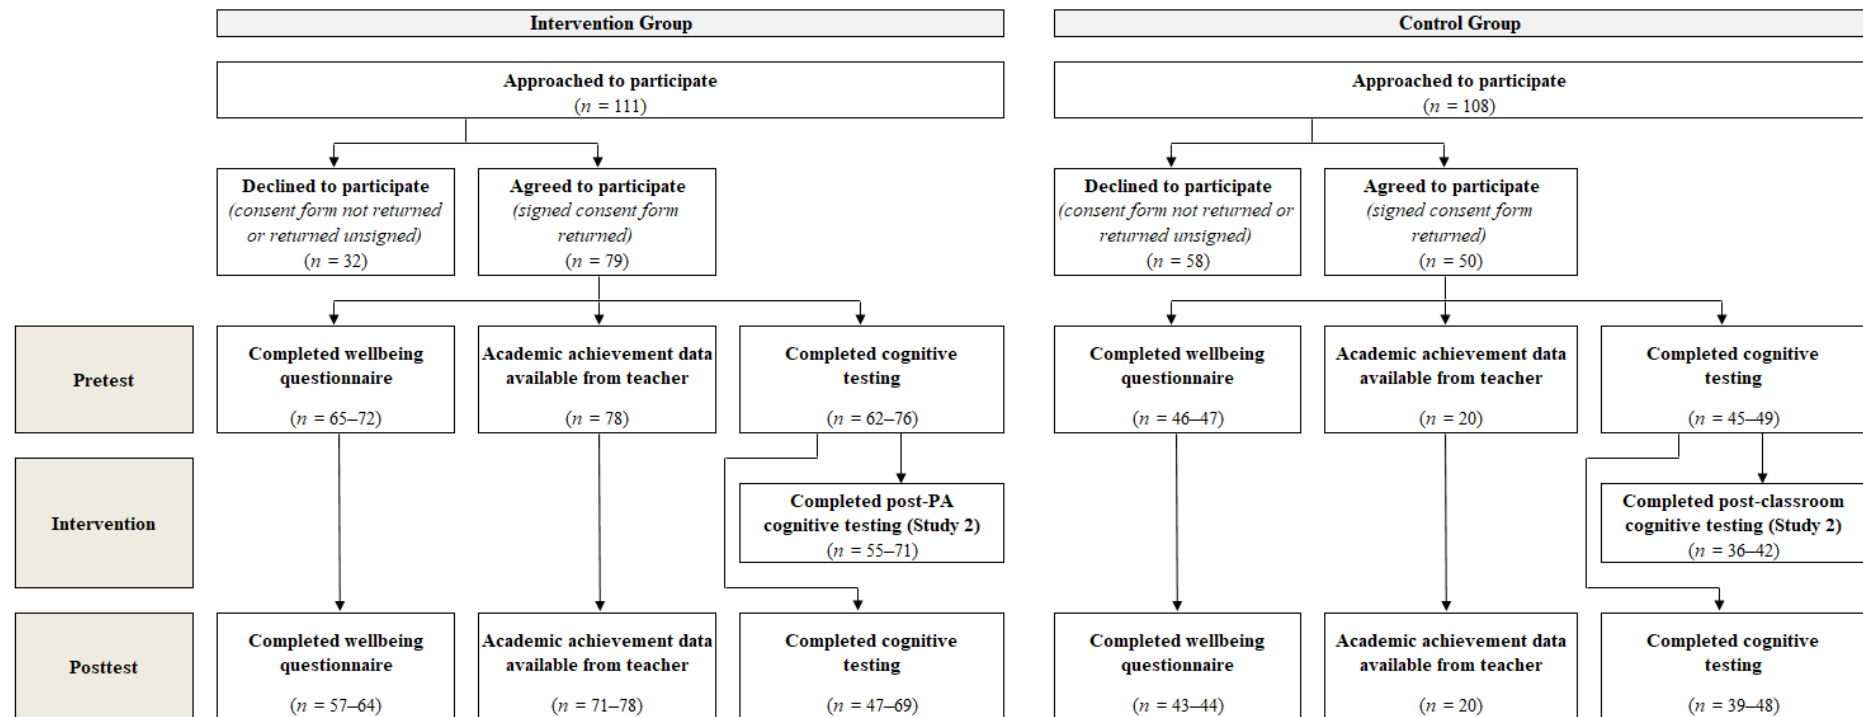 Intervention Group
Control Group
Approached to participate
(n = 111)
Approached to participate
(n = 108)
Declined to participate
(consent form not returned
or returned unsigned)
(n = 32)
Agreed to participate
(signed consent form
returned)
(n = 79)
Declined to participate
(consent form not returned or
returned unsigned)
(n = 58)
Agreed to participate
(signed consent form
returned)
(n = 50)
Pretest
Completed wellbeing
questionnaire
(n = 65–72)
Academic achievement data
available from teacher
(n = 78)
Completed cognitive
testing
(n = 62–76)
Completed wellbeing
questionnaire
(n = 46–47)
Academic achievement data
available from teacher
(n = 20)
Completed cognitive
testing
(n = 45–49)
Intervention
Completed post-PA
cognitive testing (Study 2)
(n = 55–71)
Completed post-classroom
cognitive testing (Study 2)
(n = 36–42)
Posttest
Completed wellbeing
questionnaire
(n = 57–64)
Academic achievement data
available from teacher
(n = 71–78)
Completed cognitive
testing
(n = 47–69)
Completed wellbeing
questionnaire
(n = 43–44)
Academic achievement data
available from teacher
(n = 20)
Completed cognitive
testing
(n = 39–48)